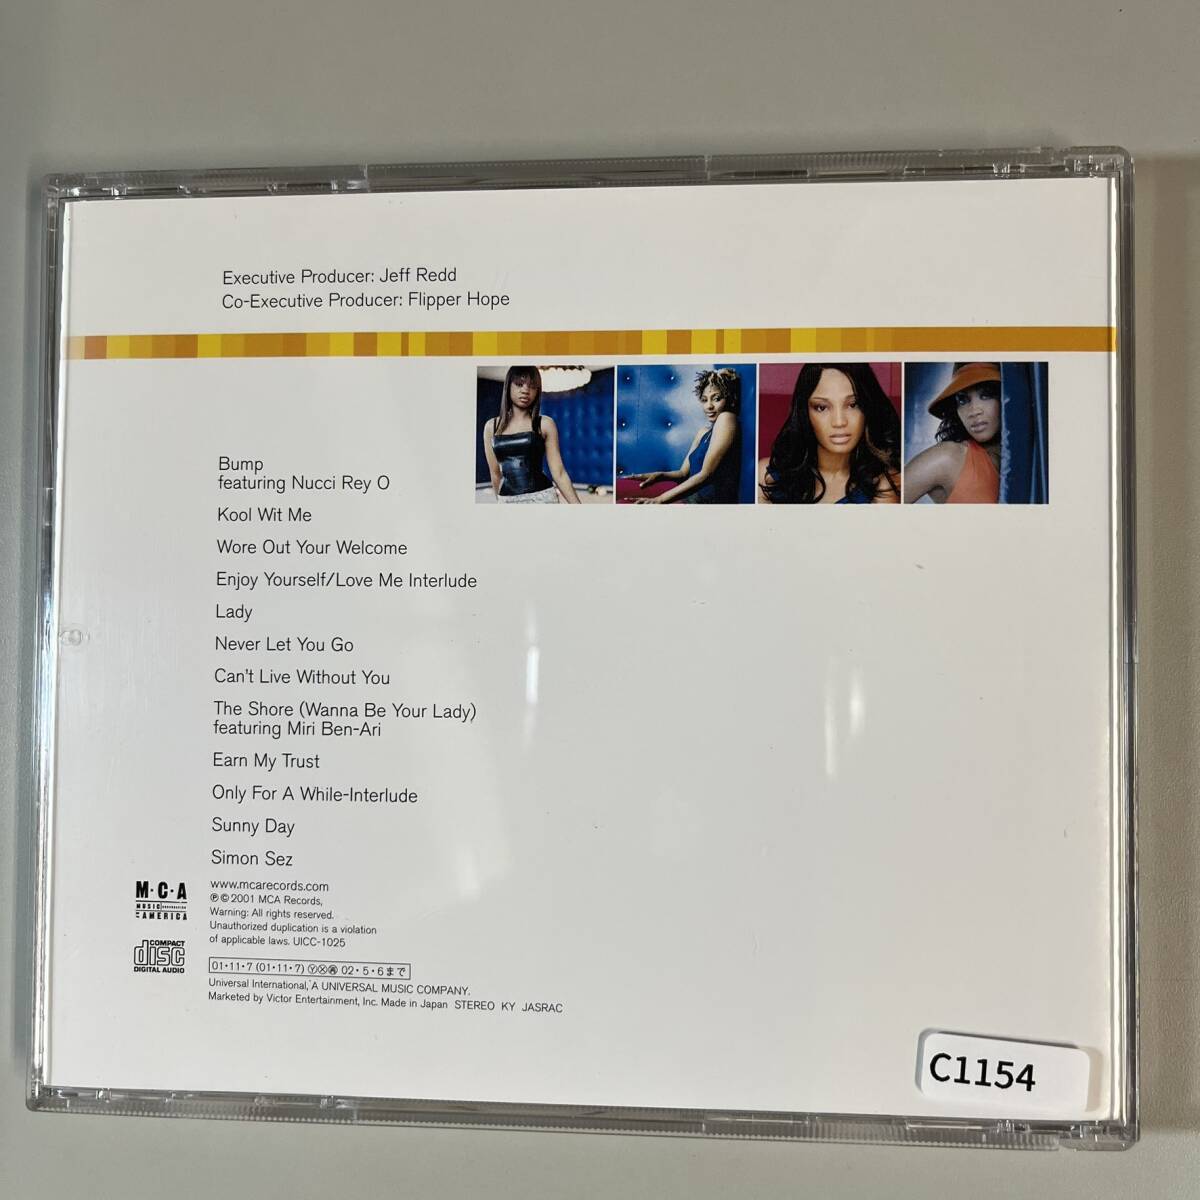 Executive Producer: Jeff Redd
Co-Executive Producer: Flipper Hope
Bump
featuring Nucci Rey O
Kool Wit Me
Wore Out Your Welcome
Enjoy Yourself/Love Me Interlude
Lady
Never Let You Go
Can't Live Without You
The Shore (Wanna Be Your Lady)
featuring Miri Ben-Ari
Earn My Trust
Only For A While-Interlude
Sunny Day
Simon Sez
M·C·A
MUSIC CORPORATION
OF AMERICA
www.mcarecords.com
℗©2001 MCA Records,
Warning: All rights reserved.
Unauthorized duplication is a violation
of applicable laws. UICC-1025
COMPACT
disc
DIGITAL AUDIO
01·11·7 (01·11·7) Ⓨ Ⓧ 再 02·5·6まで
Universal International, A UNIVERSAL MUSIC COMPANY.
Marketed by Victor Entertainment, Inc. Made in Japan STEREO KY JASRAC
C1154